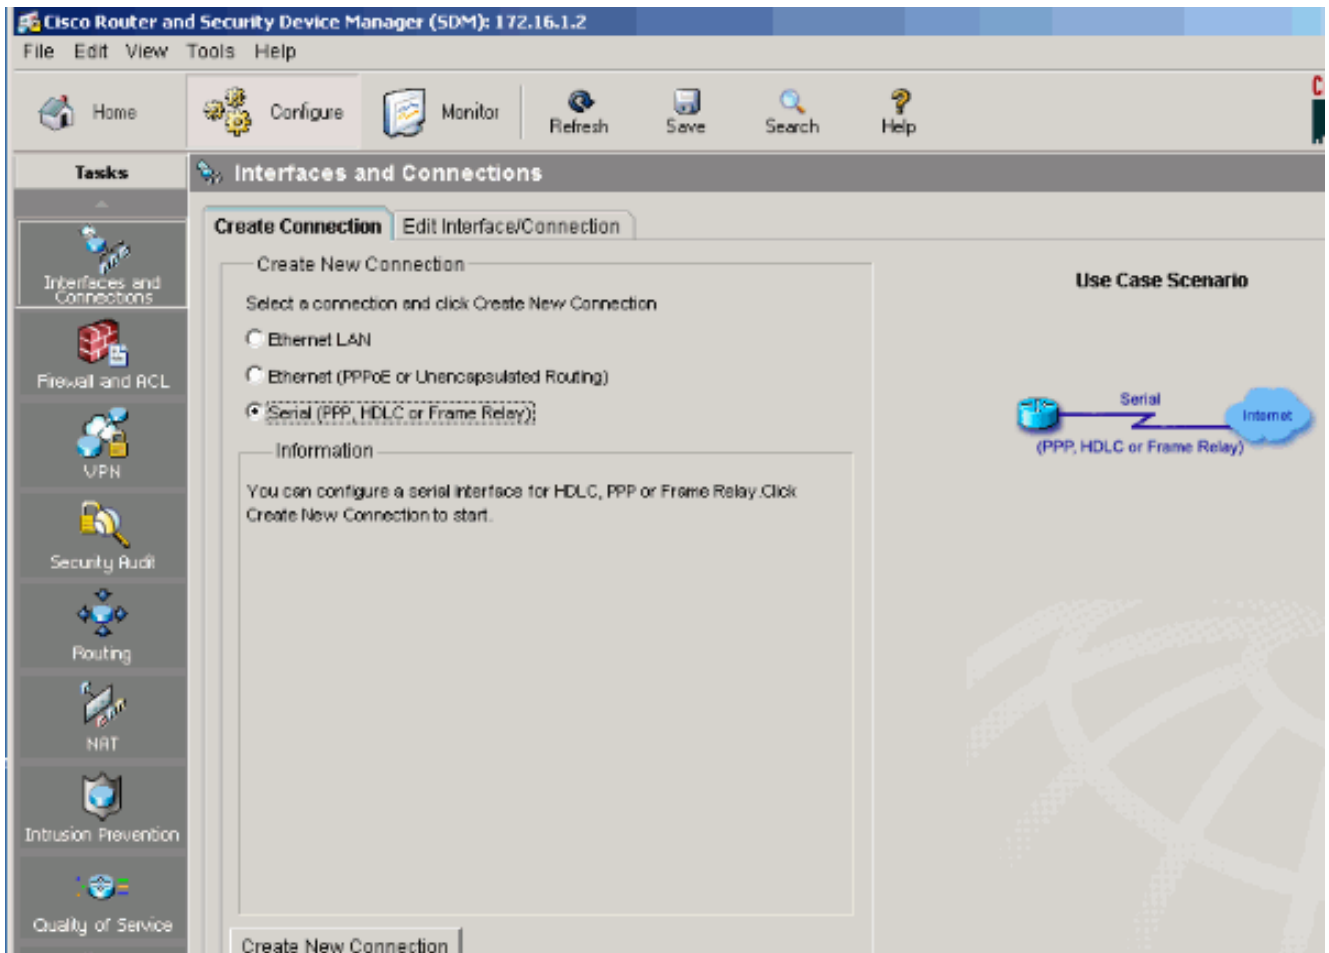 Cisco Router and Security Device Manager (SDM): 172.16.1.2
File Edit View Tools Help
Home Configure Monitor Refresh Save Search Help
Tasks
Interfaces and Connections
Create Connection Edit Interface/Connection
Interfaces and
Connections
Firewall and ACL
VPN
Security Audit
Routing
NAT
Intrusion Prevention
Quality of Service
Create New Connection
Select a connection and click Create New Connection
Ethernet LAN
Ethernet (PPPoE or Unencapsulated Routing)
Serial (PPP, HDLC or Frame Relay)
Information
You can configure a serial interface for HDLC, PPP or Frame Relay.Click
Create New Connection to start.
Create New Connection
Use Case Scenario
Serial
Internet
(PPP, HDLC or Frame Relay)